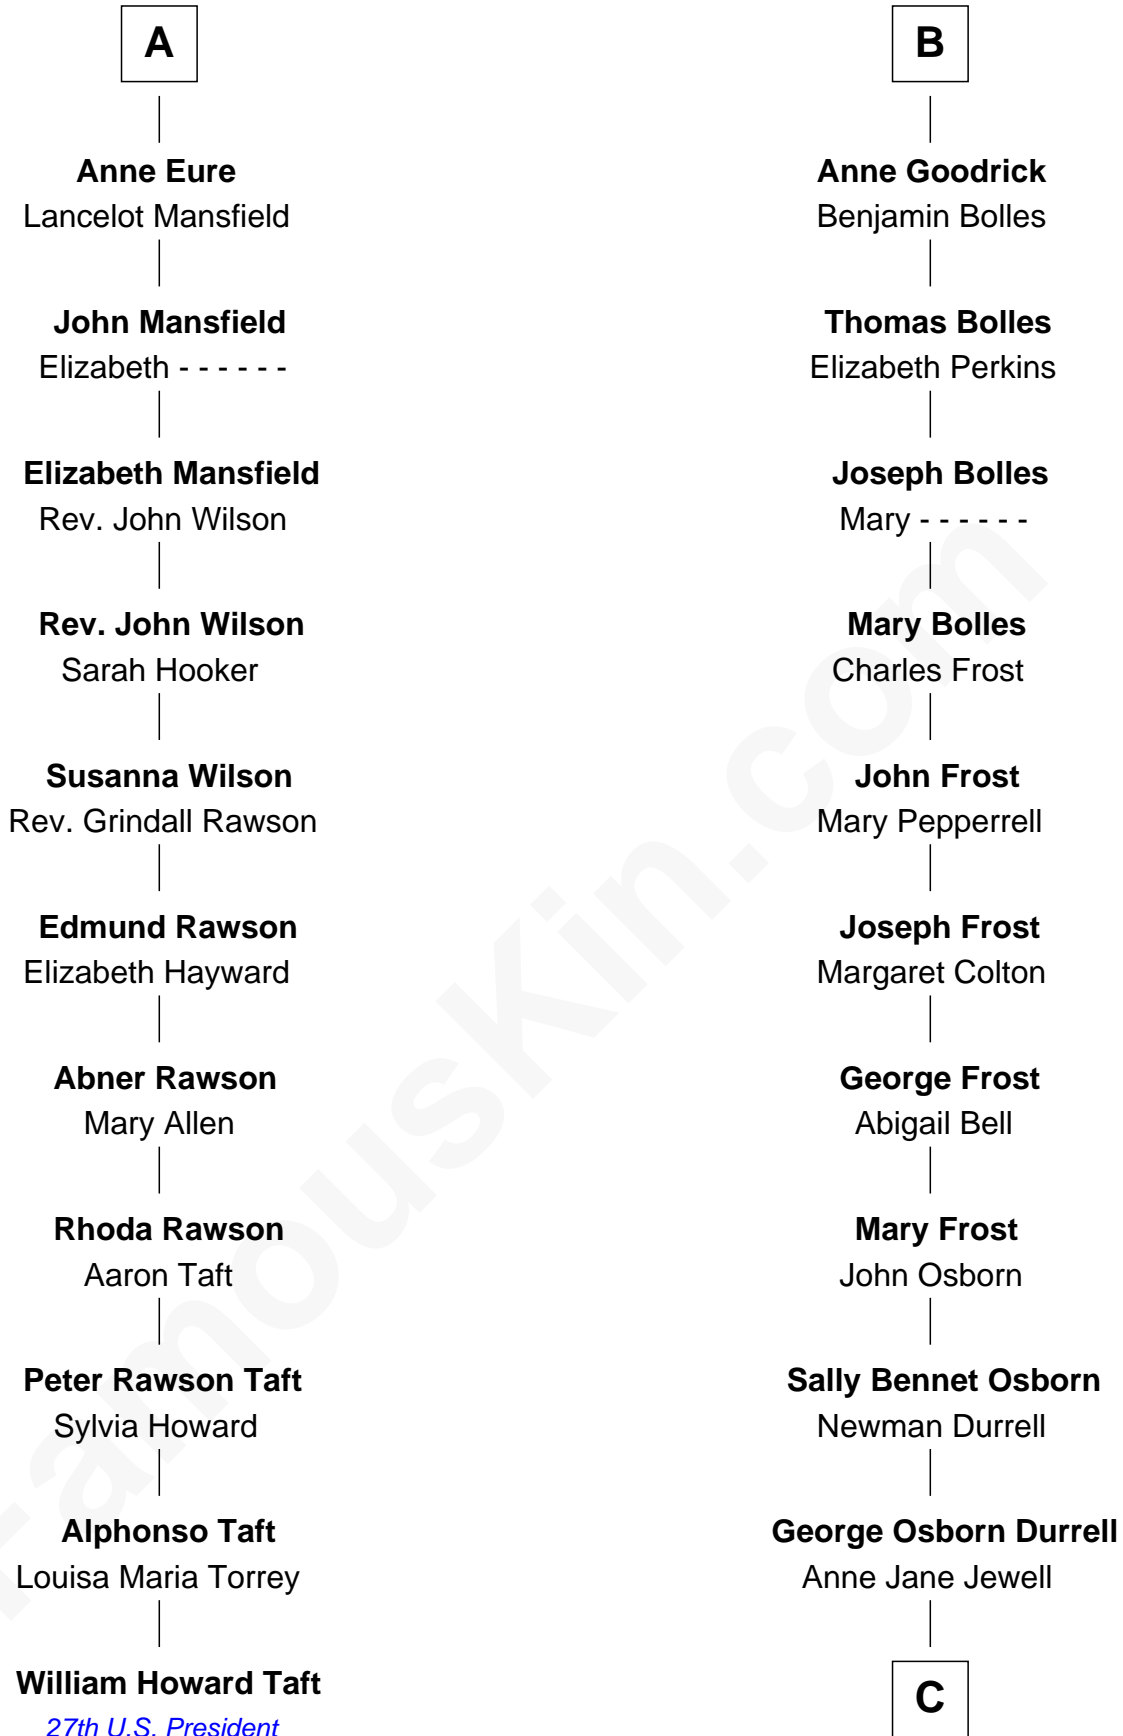 A
Anne Eure
Lancelot Mansfield
John Mansfield
Elizabeth - - - - - -
Elizabeth Mansfield
Rev. John Wilson
Rev. John Wilson
Sarah Hooker
Susanna Wilson
Rev. Grindall Rawson
Edmund Rawson
Elizabeth Hayward
Abner Rawson
Mary Allen
Rhoda Rawson
Aaron Taft
Peter Rawson Taft
Sylvia Howard
Alphonso Taft
Louisa Maria Torrey
William Howard Taft
27th U.S. President
B
Anne Goodrick
Benjamin Bolles
Thomas Bolles
Elizabeth Perkins
Joseph Bolles
Mary - - - - - -
Mary Bolles
Charles Frost
John Frost
Mary Pepperrell
Joseph Frost
Margaret Colton
George Frost
Abigail Bell
Mary Frost
John Osborn
Sally Bennet Osborn
Newman Durrell
George Osborn Durrell
Anne Jane Jewell
C
FamousKin.com